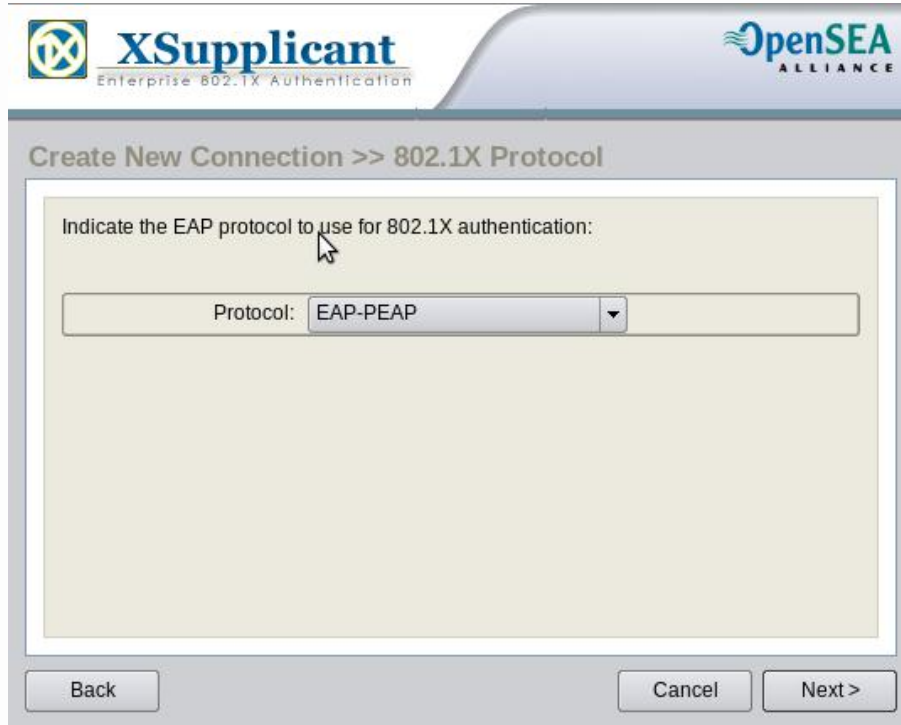 1X
XSupplicant
Enterprise 802.1X Authentication
OpenSEA
ALLIANCE
Create New Connection >> 802.1X Protocol
Indicate the EAP protocol to use for 802.1X authentication:
Protocol: EAP-PEAP
Back Cancel Next >